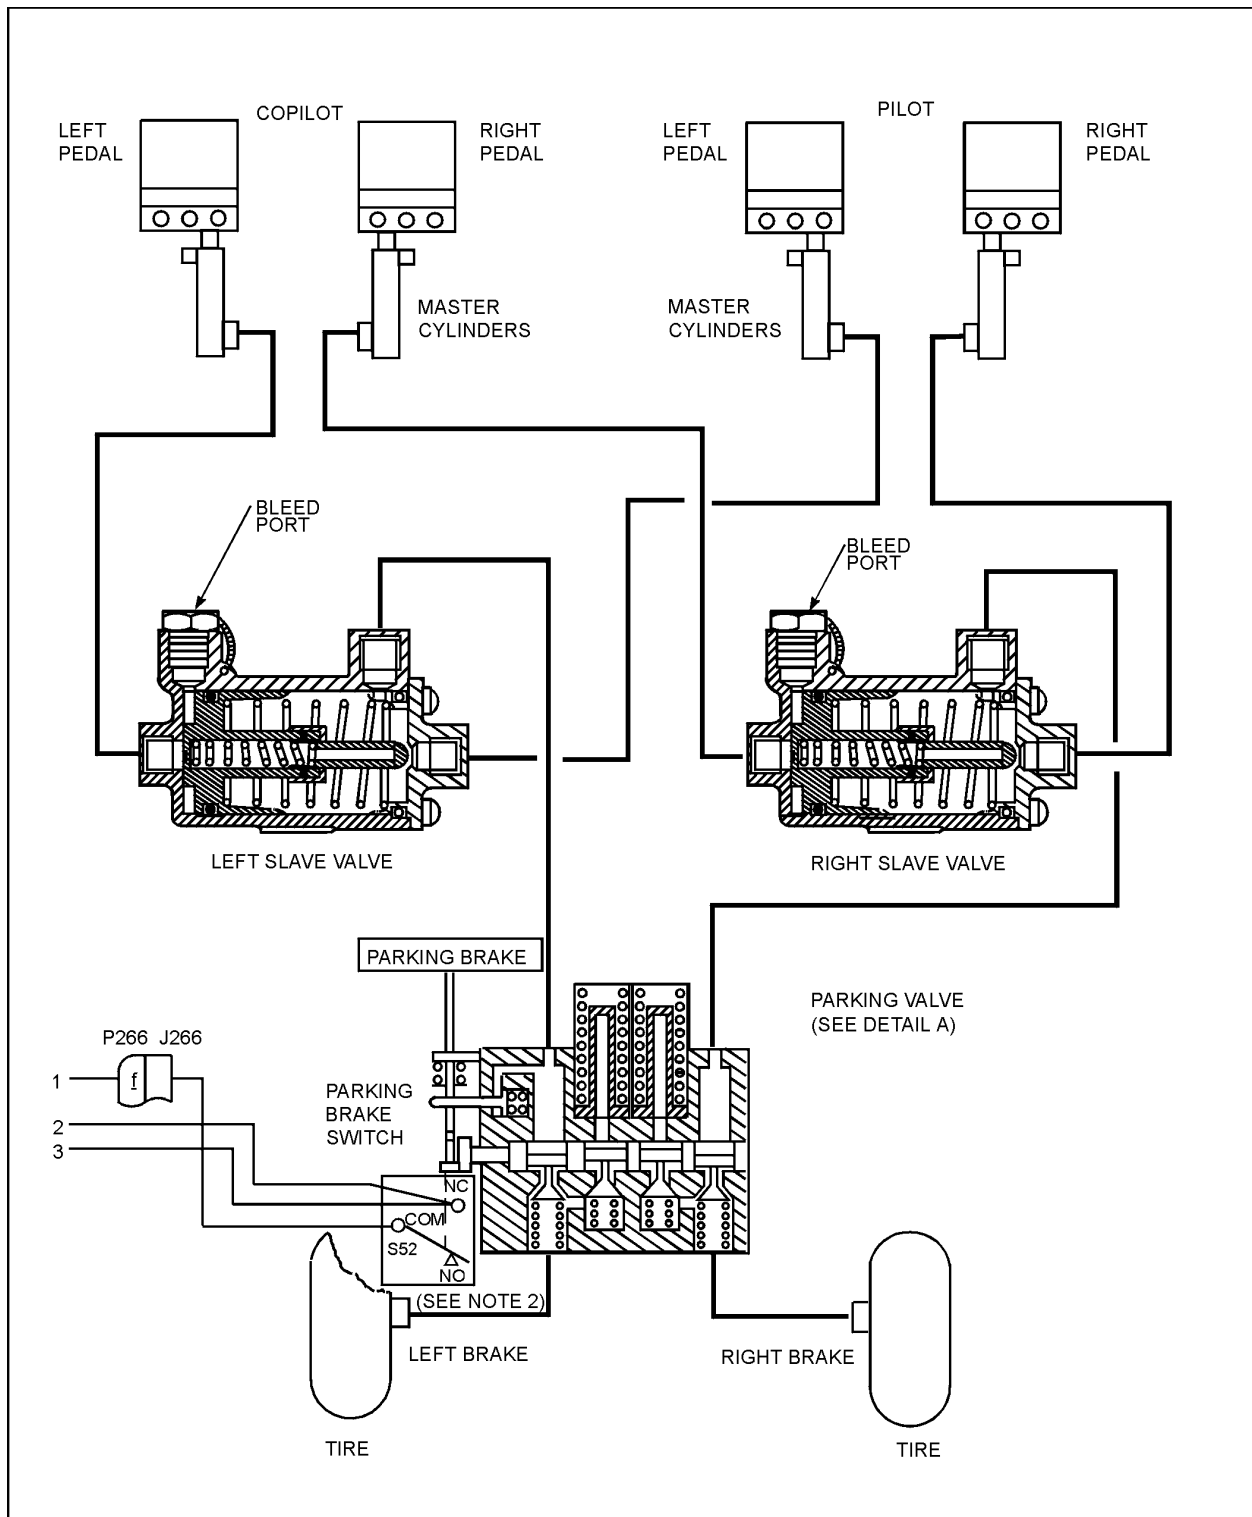 COPILOT
PILOT
LEFT
PEDAL
RIGHT
PEDAL
LEFT
PEDAL
RIGHT
PEDAL
MASTER
CYLINDERS
MASTER
CYLINDERS
BLEED
PORT
BLEED
PORT
LEFT SLAVE VALVE
RIGHT SLAVE VALVE
PARKING BRAKE
PARKING VALVE
(SEE DETAIL A)
P266 J266
f
1
2
3
PARKING
BRAKE
SWITCH
NC
COM
S52
NO
(SEE NOTE 2)
LEFT BRAKE
RIGHT BRAKE
TIRE
TIRE